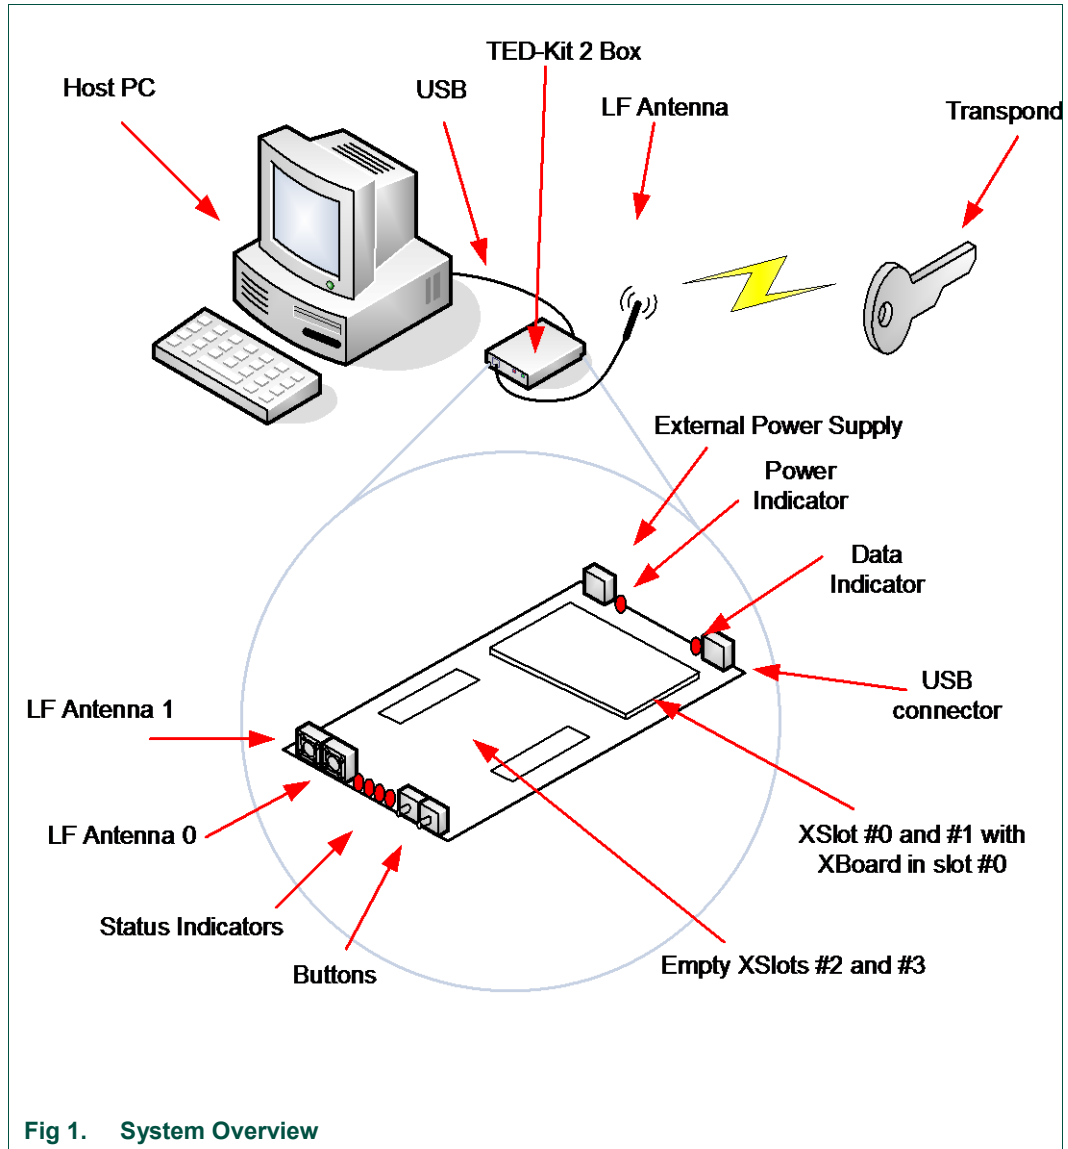 TED-Kit 2 Box
Host PC
USB
LF Antenna
Transpond
External Power Supply
Power
Indicator
Data
Indicator
USB
connector
LF Antenna 1
LF Antenna 0
XSlot #0 and #1 with
XBoard in slot #0
Status Indicators
Buttons
Empty XSlots #2 and #3
Fig 1. System Overview